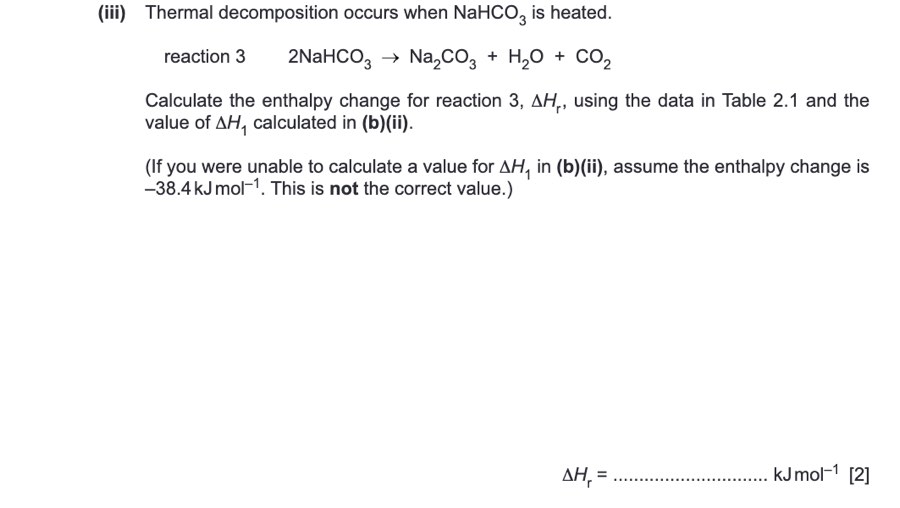 (iii) Thermal decomposition occurs when NaHCO₃ is heated.
reaction 3 2NaHCO₃ → Na₂CO₃ + H₂O + CO₂
Calculate the enthalpy change for reaction 3, ΔHᵣ, using the data in Table 2.1 and the
value of ΔH₁ calculated in (b)(ii).
(If you were unable to calculate a value for ΔH₁ in (b)(ii), assume the enthalpy change is
–38.4 kJ mol⁻¹. This is not the correct value.)
ΔHᵣ = .............................. kJ mol⁻¹ [2]